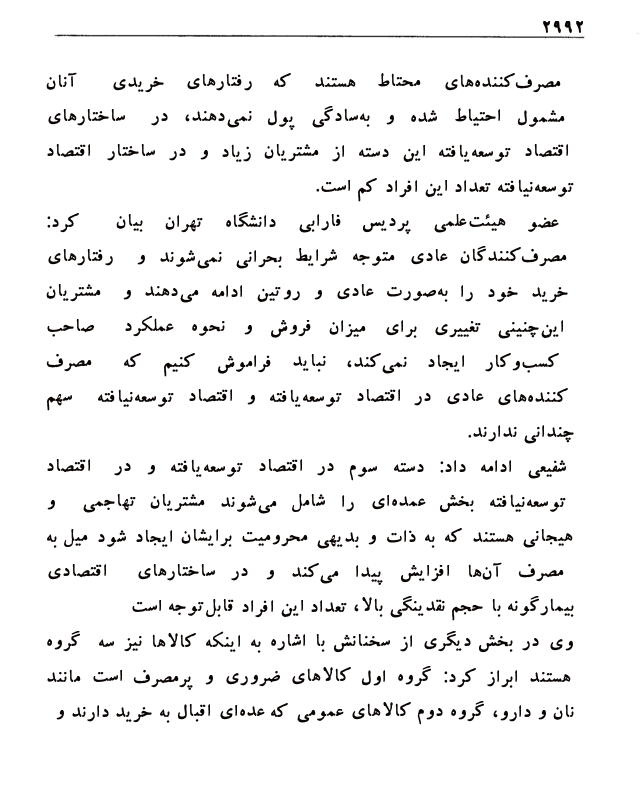 ۲۹۹۲
مصرف‌کننده‌های محتاط هستند که رفتارهای خریدی آنان
مشمول احتیاط شده و به‌سادگی پول نمی‌دهند، در ساختارهای
اقتصاد توسعه‌یافته این دسته از مشتریان زیاد و در ساختار اقتصاد
توسعه‌نیافته تعداد این افراد کم است.
عضو هیئت‌علمی پردیس فارابی دانشگاه تهران بیان کرد:
مصرف‌کنندگان عادی متوجه شرایط بحرانی نمی‌شوند و رفتارهای
خرید خود را به‌صورت عادی و روتین ادامه می‌دهند و مشتریان
این‌چنینی تغییری برای میزان فروش و نحوه عملکرد صاحب
کسب‌وکار ایجاد نمی‌کند، نباید فراموش کنیم که مصرف
کننده‌های عادی در اقتصاد توسعه‌یافته و اقتصاد توسعه‌نیافته سهم
چندانی ندارند.
شفیعی ادامه داد: دسته سوم در اقتصاد توسعه‌یافته و در اقتصاد
توسعه‌نیافته بخش عمده‌ای را شامل می‌شوند مشتریان تهاجمی و
هیجانی هستند که به ذات و بدیهی محرومیت برایشان ایجاد شود میل به
مصرف آن‌ها افزایش پیدا می‌کند و در ساختارهای اقتصادی
بیمارگونه با حجم نقدینگی بالا، تعداد این افراد قابل‌توجه است
وی در بخش دیگری از سخنانش با اشاره به اینکه کالاها نیز سه گروه
هستند ابراز کرد: گروه اول کالاهای ضروری و پرمصرف است مانند
نان و دارو، گروه دوم کالاهای عمومی که عده‌ای اقبال به خرید دارند و